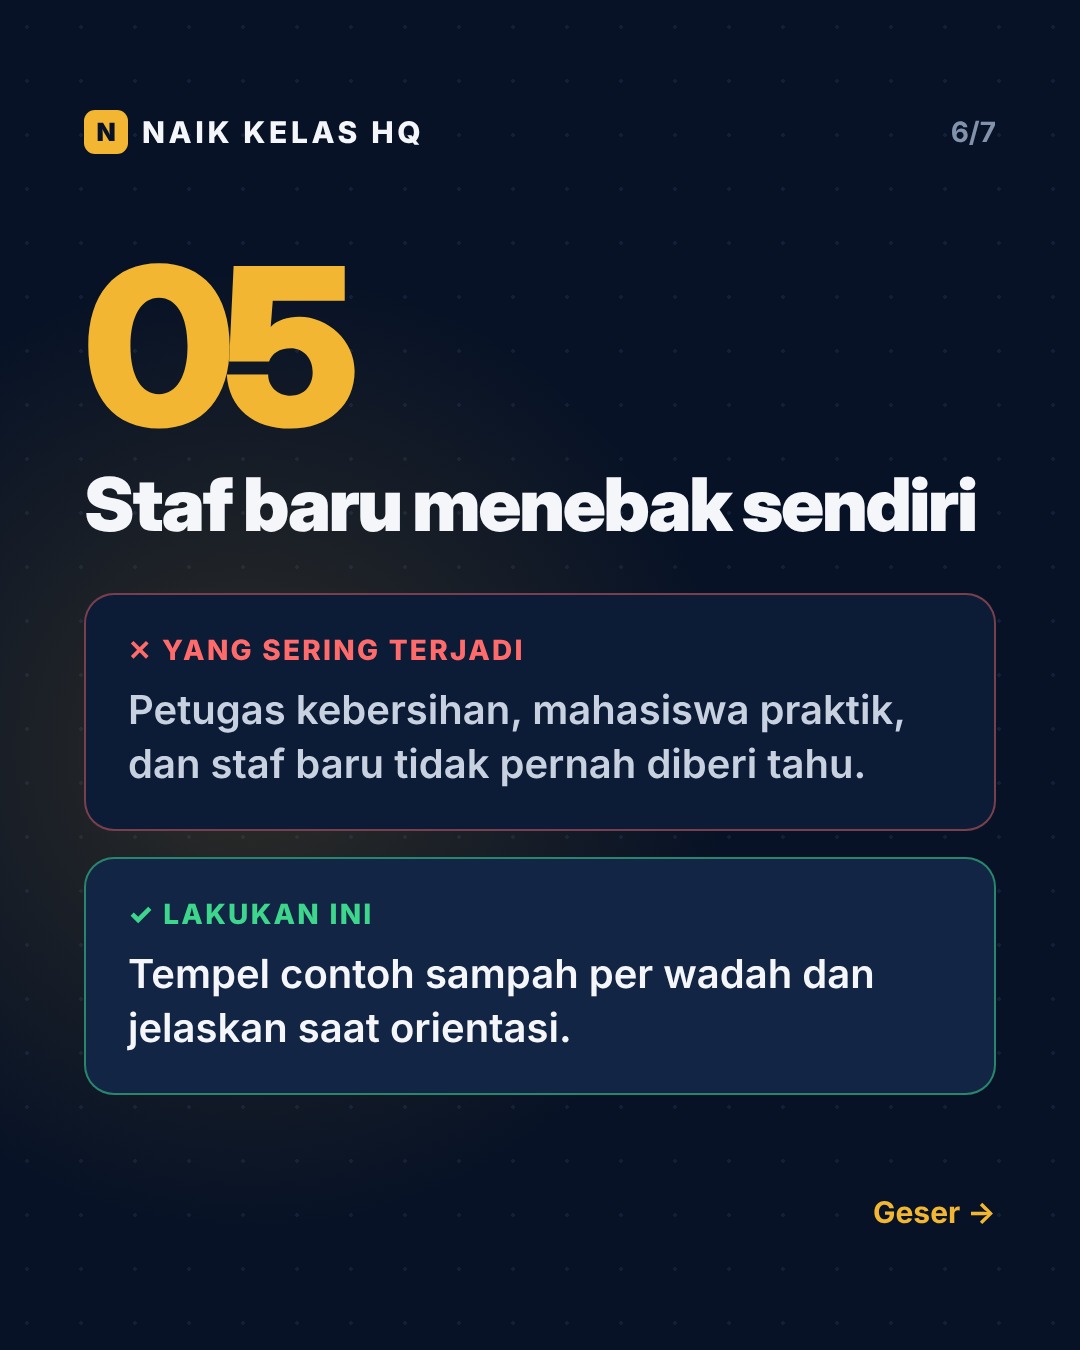 N NAIK KELAS HQ
6/7
05
Staf baru menebak sendiri
✕ YANG SERING TERJADI
Petugas kebersihan, mahasiswa praktik,
dan staf baru tidak pernah diberi tahu.
✓ LAKUKAN INI
Tempel contoh sampah per wadah dan
jelaskan saat orientasi.
Geser →